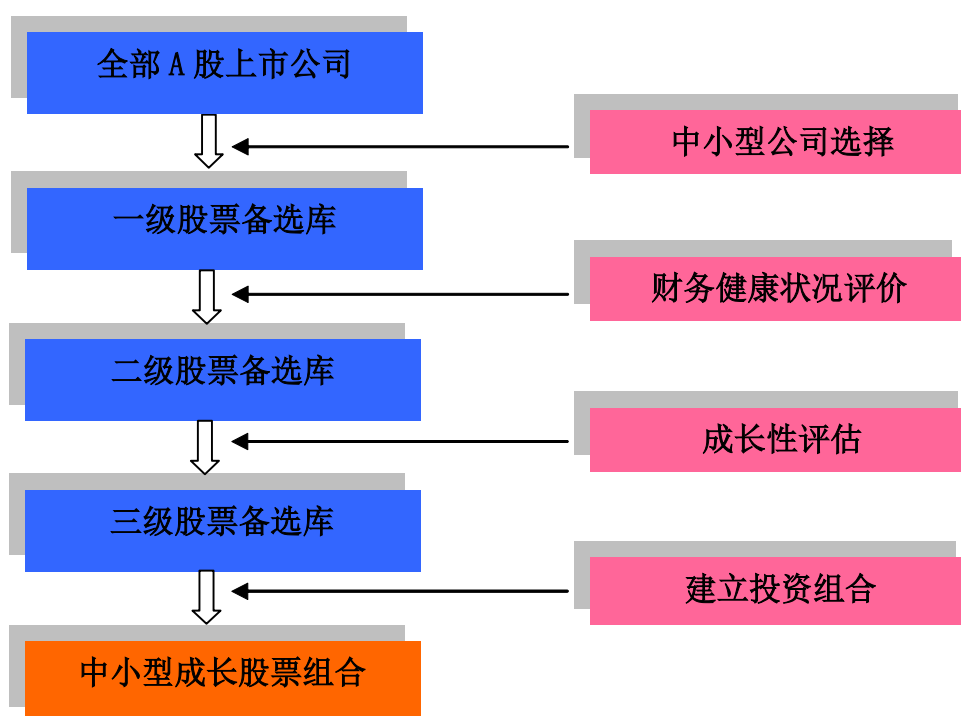 全部A股上市公司
中小型公司选择
一级股票备选库
财务健康状况评价
二级股票备选库
成长性评估
三级股票备选库
建立投资组合
中小型成长股票组合